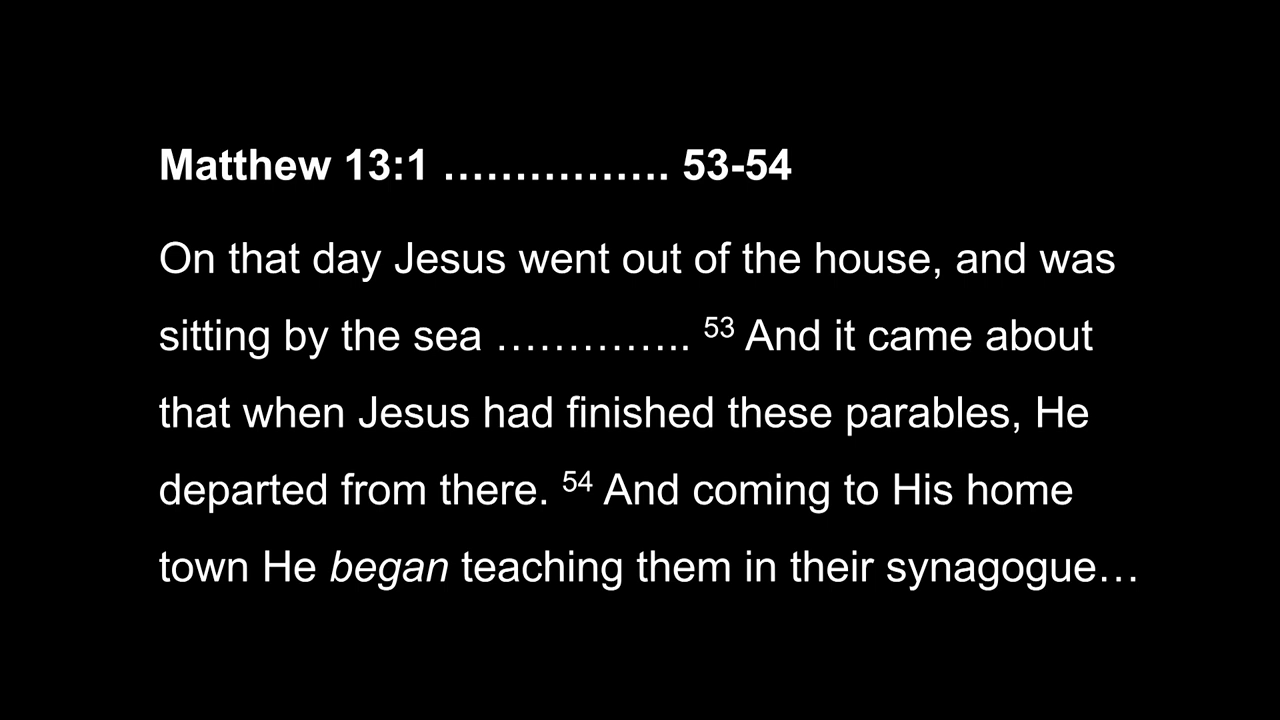 Matthew 13:1 ……………. 53-54
On that day Jesus went out of the house, and was
sitting by the sea ………….. 53 And it came about
that when Jesus had finished these parables, He
departed from there. 54 And coming to His home
town He began teaching them in their synagogue…